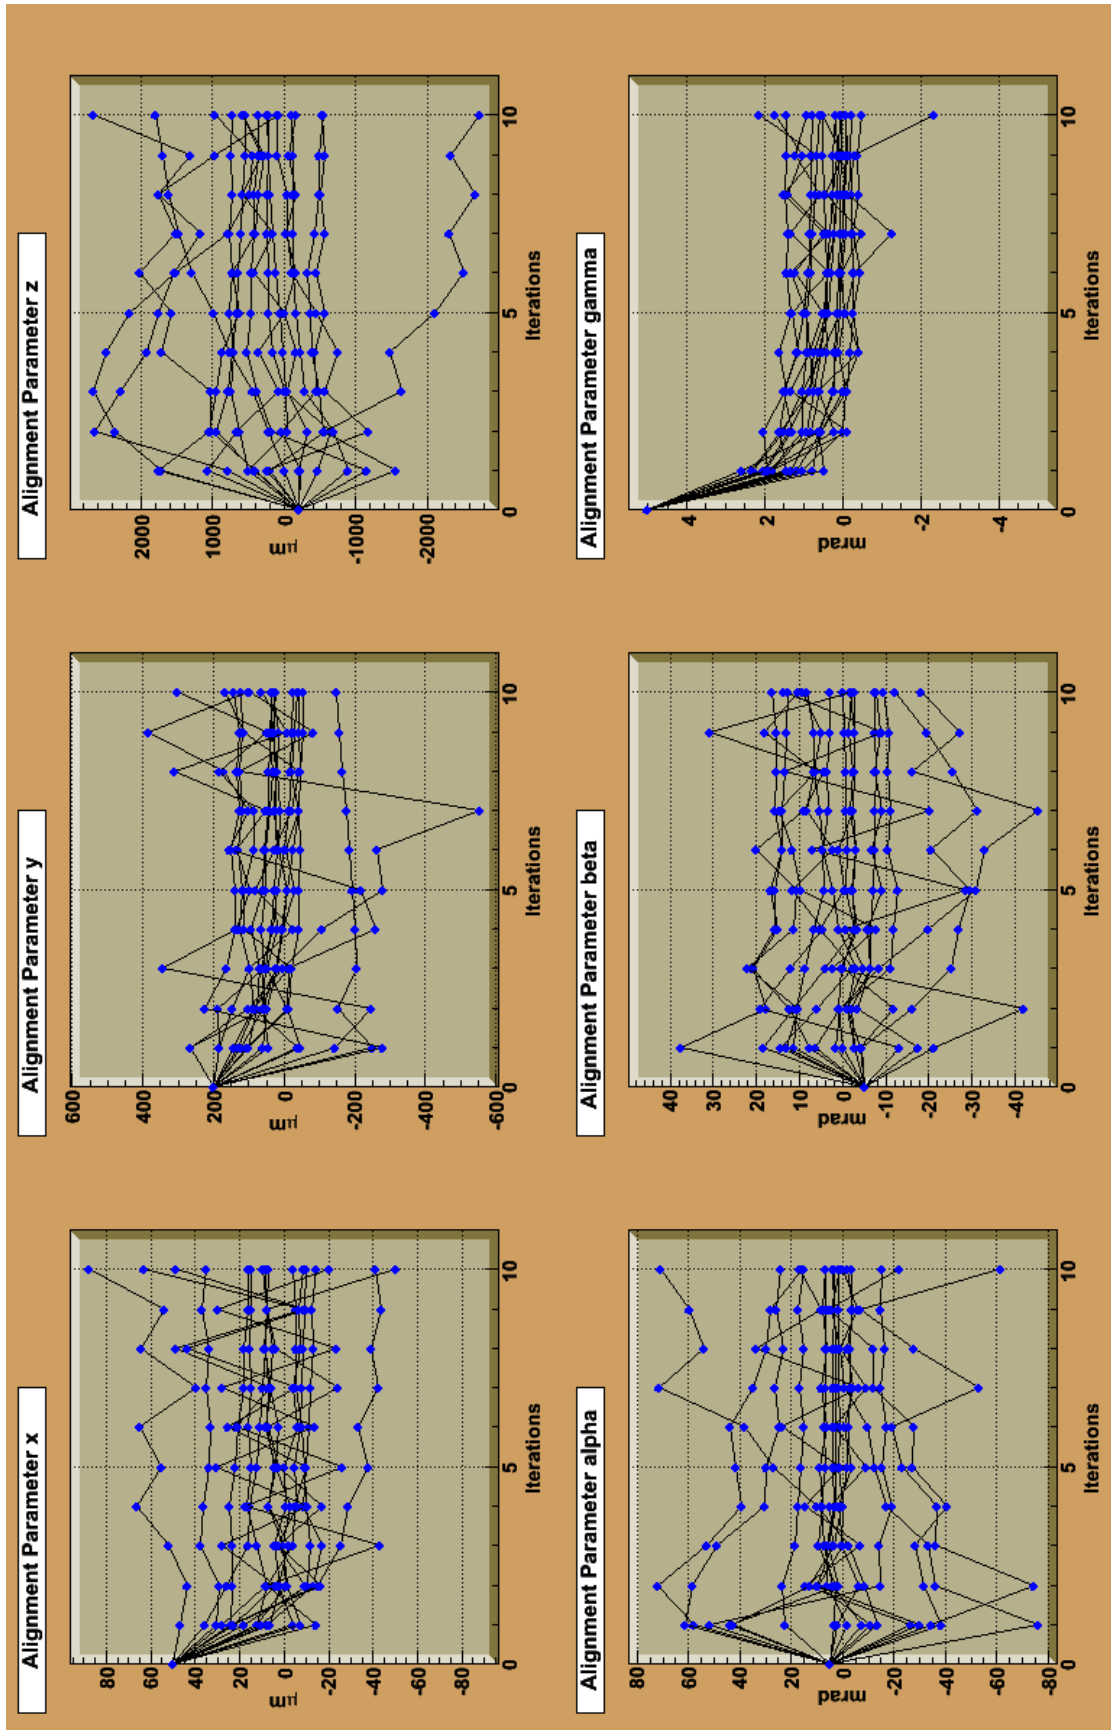 Alignment Parameter x
80
60
40
20
0
-20
-40
-60
-80
µm
0 5 10
Iterations
Alignment Parameter y
600
400
200
0
-200
-400
-600
µm
0 5 10
Iterations
Alignment Parameter z
2000
1000
0
-1000
-2000
µm
0 5 10
Iterations
Alignment Parameter alpha
80
60
40
20
0
-20
-40
-60
-80
mrad
0 5 10
Iterations
Alignment Parameter beta
40
30
20
10
0
-10
-20
-30
-40
mrad
0 5 10
Iterations
Alignment Parameter gamma
4
2
0
-2
-4
mrad
0 5 10
Iterations